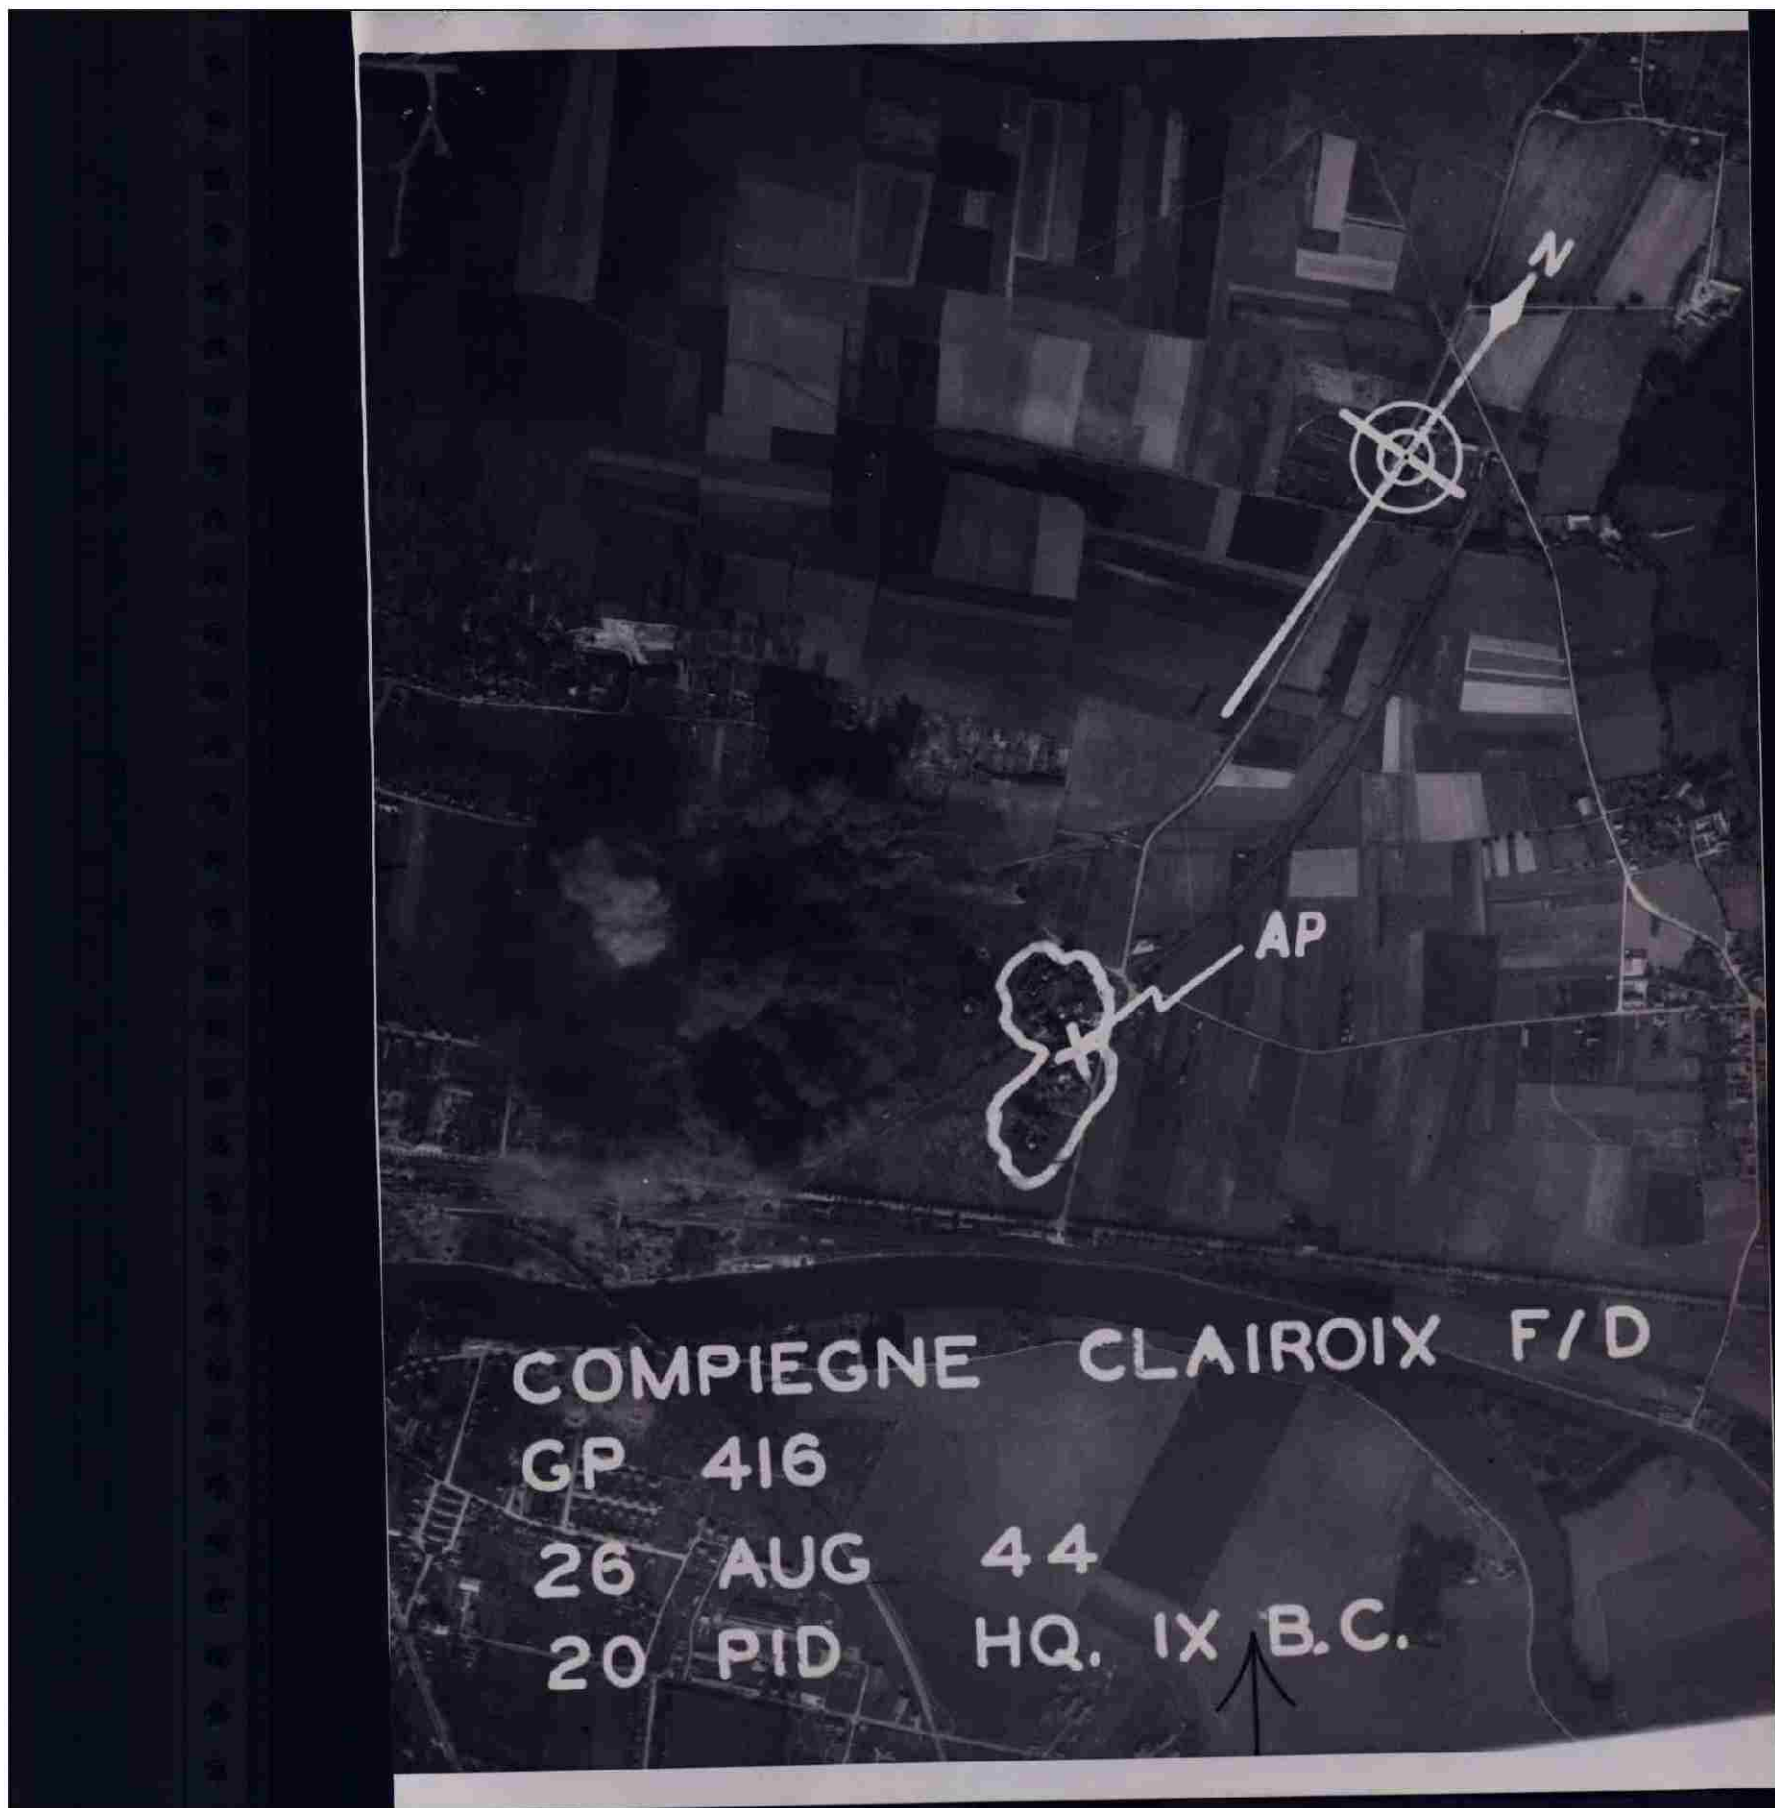 N
AP
COMPIEGNE CLAIROIX F/D
GP 416
26 AUG 44
20 PID HQ. IX B.C.